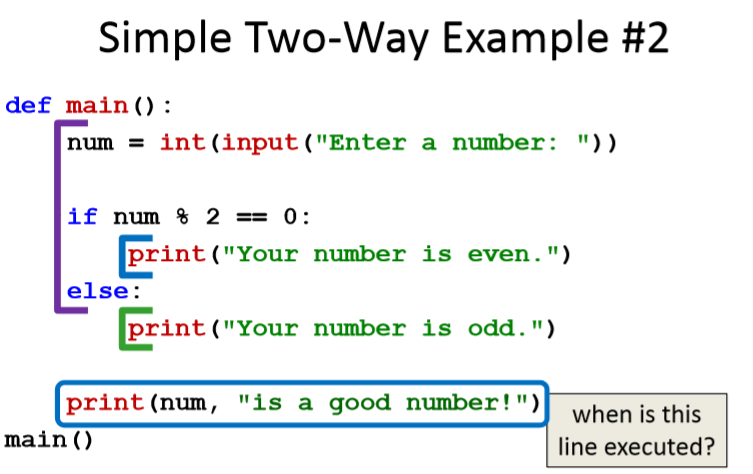 Simple Two-Way Example #2
def main():
    num = int(input("Enter a number: "))
    if num % 2 == 0:
        print("Your number is even.")
    else:
        print("Your number is odd.")
    print(num, "is a good number!")
when is this
line executed?
main()